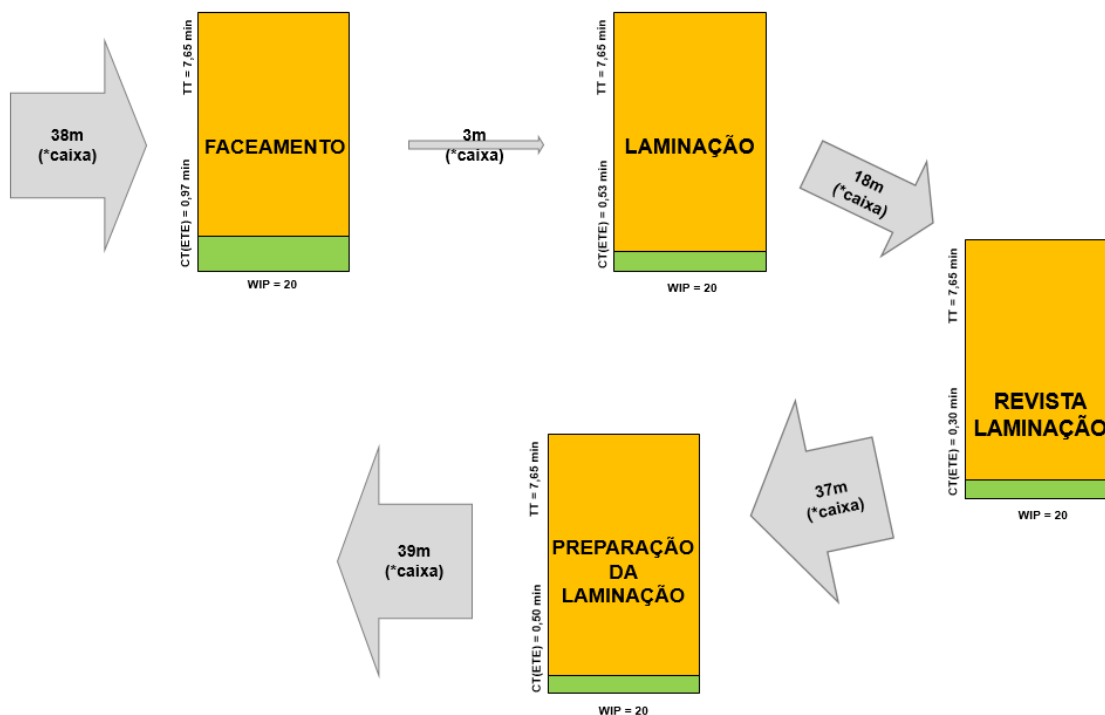 38m
(*caixa)
TT = 7,65 min
CT(ETE) = 0,97 min
FACEAMENTO
WIP = 20
3m
(*caixa)
TT = 7,65 min
CT(ETE) = 0,53 min
LAMINAÇÃO
WIP = 20
18m
(*caixa)
TT = 7,65 min
CT(ETE) = 0,30 min
REVISTA
LAMINAÇÃO
WIP = 20
37m
(*caixa)
TT = 7,65 min
CT(ETE) = 0,50 min
PREPARAÇÃO
DA
LAMINAÇÃO
WIP = 20
39m
(*caixa)